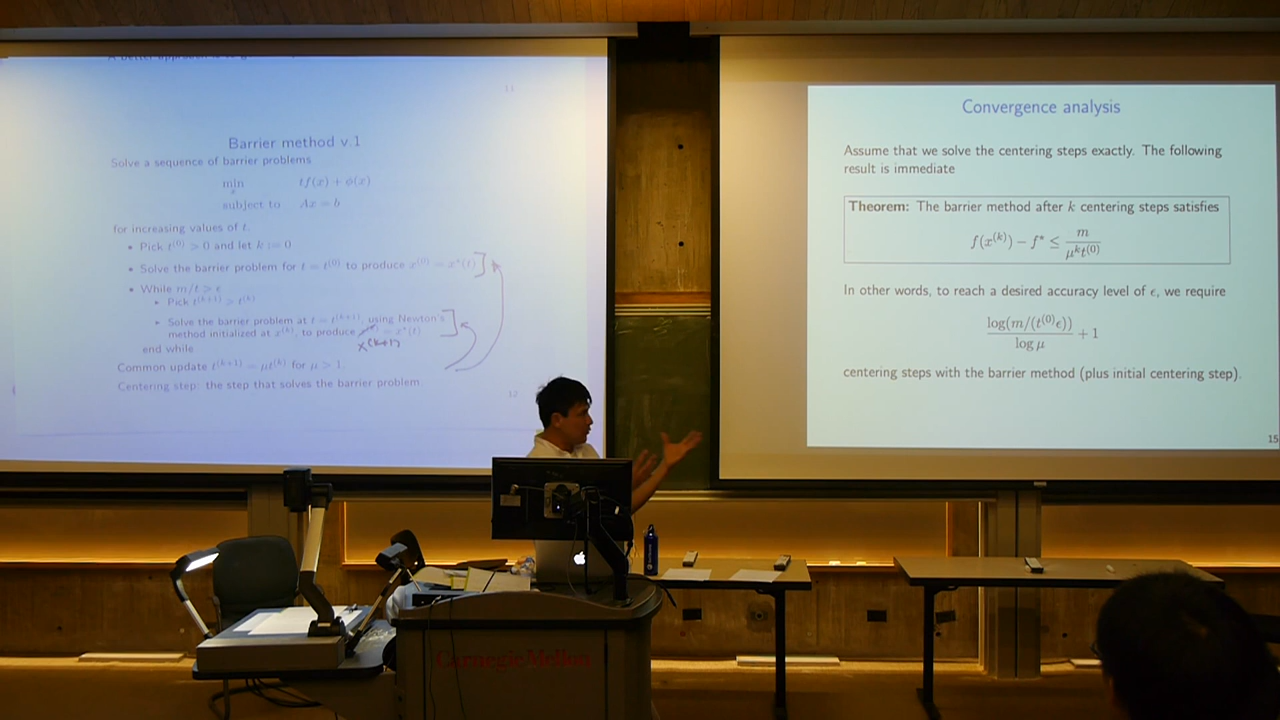 11
Barrier method v.1
Solve a sequence of barrier problems
min x tf(x) + φ(x)
subject to Ax = b
for increasing values of t.
• Pick t^(0) > 0 and let k := 0
• Solve the barrier problem for t = t^(0) to produce x^(0) = x*(t)
• While m/t > ϵ
• Pick t^(k+1) > t^(k)
• Solve the barrier problem at t = t^(k+1), using Newton's
method initialized at x^(k), to produce = x*(t)
x^(k+1)
end while
Common update t^(k+1) = μt^(k) for μ > 1.
Centering step: the step that solves the barrier problem.
12
Convergence analysis
Assume that we solve the centering steps exactly. The following
result is immediate
Theorem: The barrier method after k centering steps satisfies
f(x^(k)) − f* ≤ m / (μ^k t^(0))
In other words, to reach a desired accuracy level of ϵ, we require
log(m/(t^(0)ϵ)) / log μ + 1
centering steps with the barrier method (plus initial centering step).
15
Carnegie Mellon